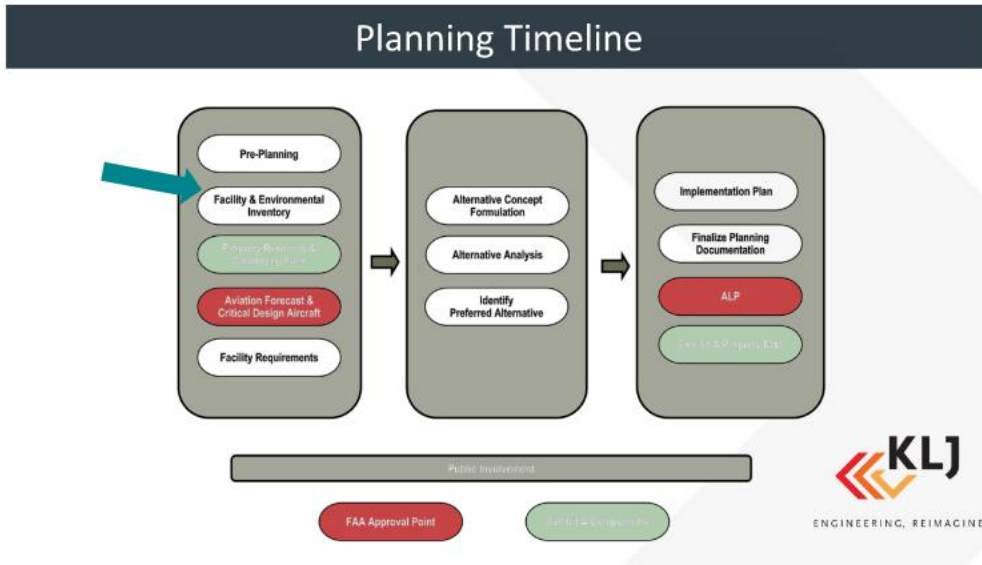 Planning Timeline
Pre-Planning
Facility & Environmental
Inventory
Aviation Forecast &
Critical Design Aircraft
Facility Requirements
Alternative Concept
Formulation
Alternative Analysis
Identify
Preferred Alternative
Implementation Plan
Finalize Planning
Documentation
ALP
Public Involvement
FAA Approval Point
KLJ
ENGINEERING, REIMAGINE